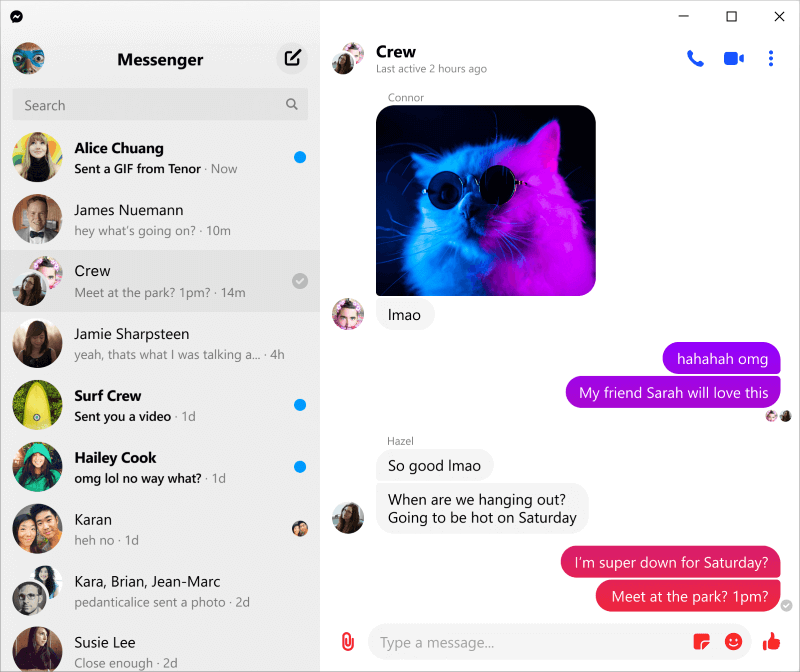 Messenger
Search
Alice Chuang
Sent a GIF from Tenor · Now
James Nuemann
hey what's going on? · 10m
Crew
Meet at the park? 1pm? · 14m
Jamie Sharpsteen
yeah, thats what I was talking a... · 4h
Surf Crew
Sent you a video · 1d
Hailey Cook
omg lol no way what? · 1d
Karan
heh no · 1d
Kara, Brian, Jean-Marc
pedanticalice sent a photo · 2d
Susie Lee
Close enough · 2d
Crew
Last active 2 hours ago
Connor
lmao
hahahah omg
My friend Sarah will love this
Hazel
So good lmao
When are we hanging out?
Going to be hot on Saturday
I'm super down for Saturday?
Meet at the park? 1pm?
Type a message...